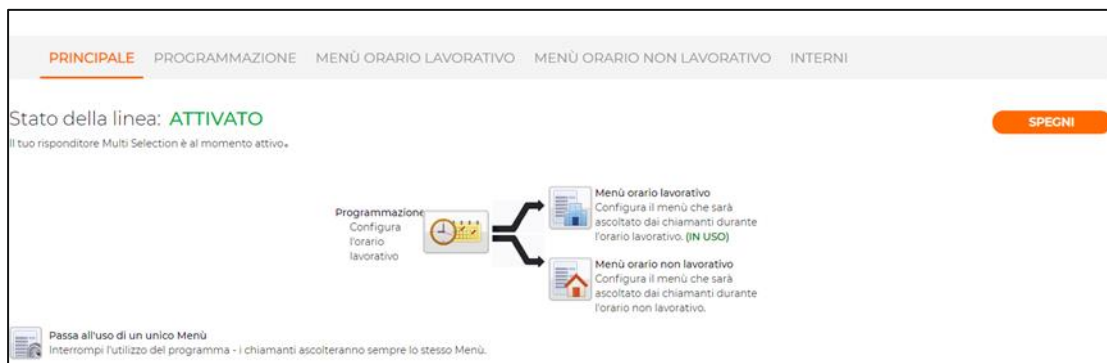 PRINCIPALE PROGRAMMAZIONE MENÙ ORARIO LAVORATIVO MENÙ ORARIO NON LAVORATIVO INTERNI
Stato della linea: ATTIVATO
SPEGNI
Il tuo risponditore Multi Selection è al momento attivo.
Programmazione
Configura
l'orario
lavorativo
Menù orario lavorativo
Configura il menù che sarà
ascoltato dai chiamanti durante
l'orario lavorativo. (IN USO)
Menù orario non lavorativo
Configura il menù che sarà
ascoltato dai chiamanti durante
l'orario non lavorativo.
Passa all'uso di un unico Menù
Interrompi l'utilizzo del programma - i chiamanti ascolteranno sempre lo stesso Menù.